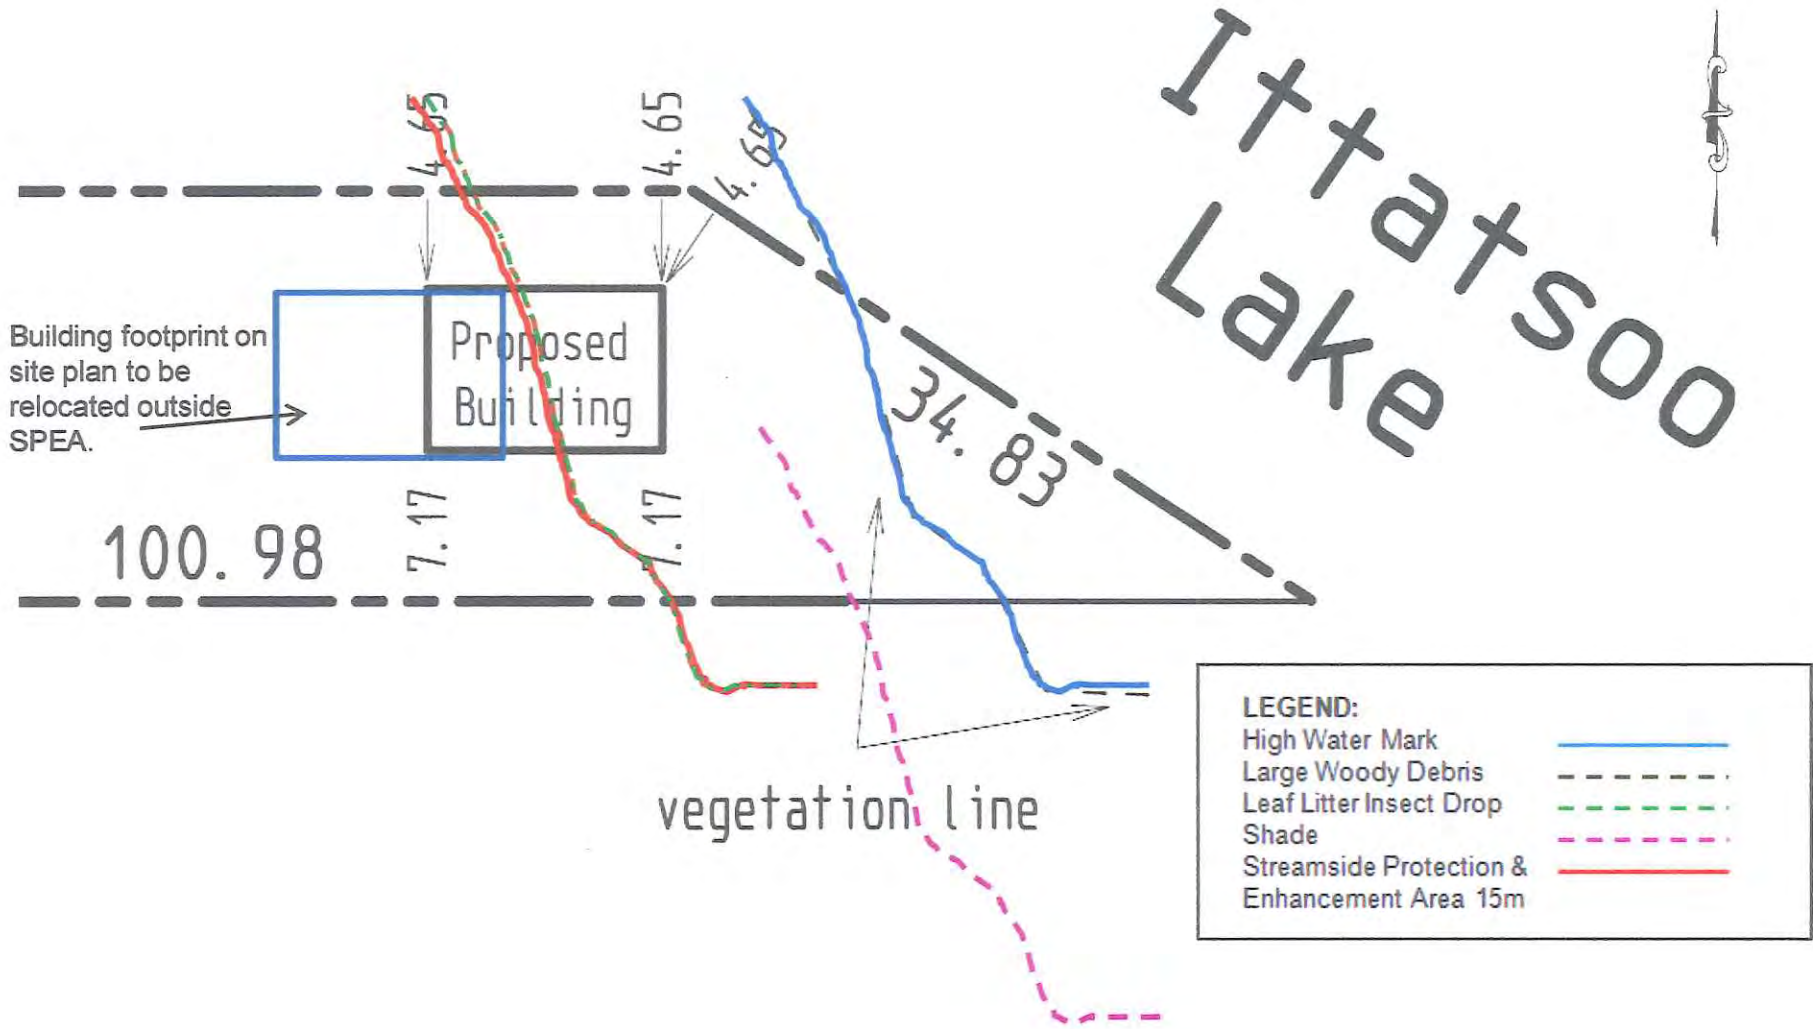 Ittatsoo
Lake
4.65
4.65
4.65
Building footprint on
site plan to be
relocated outside
SPEA.
Proposed
Building
34.83
7.17
7.17
100.98
vegetation line
LEGEND:
High Water Mark
Large Woody Debris
Leaf Litter Insect Drop
Shade
Streamside Protection &
Enhancement Area 15m